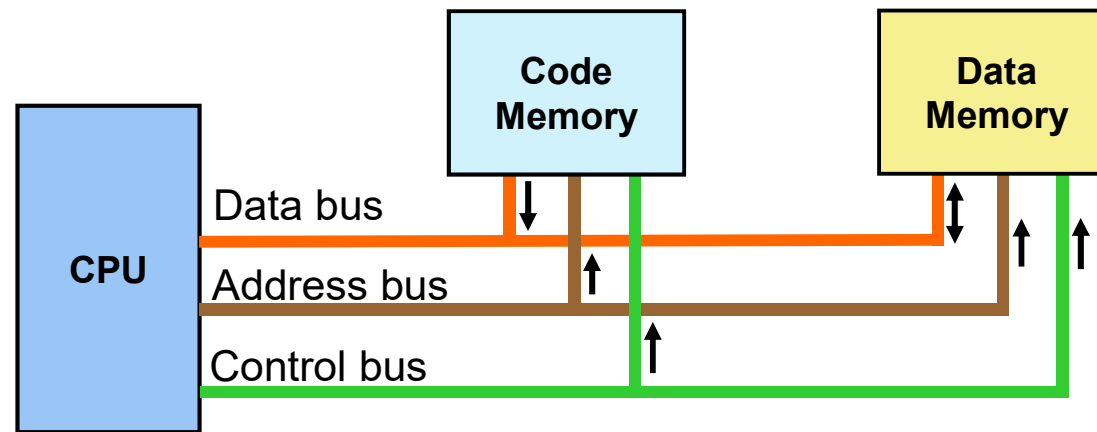 Code
Memory
Data
Memory
Data bus
CPU
Address bus
Control bus